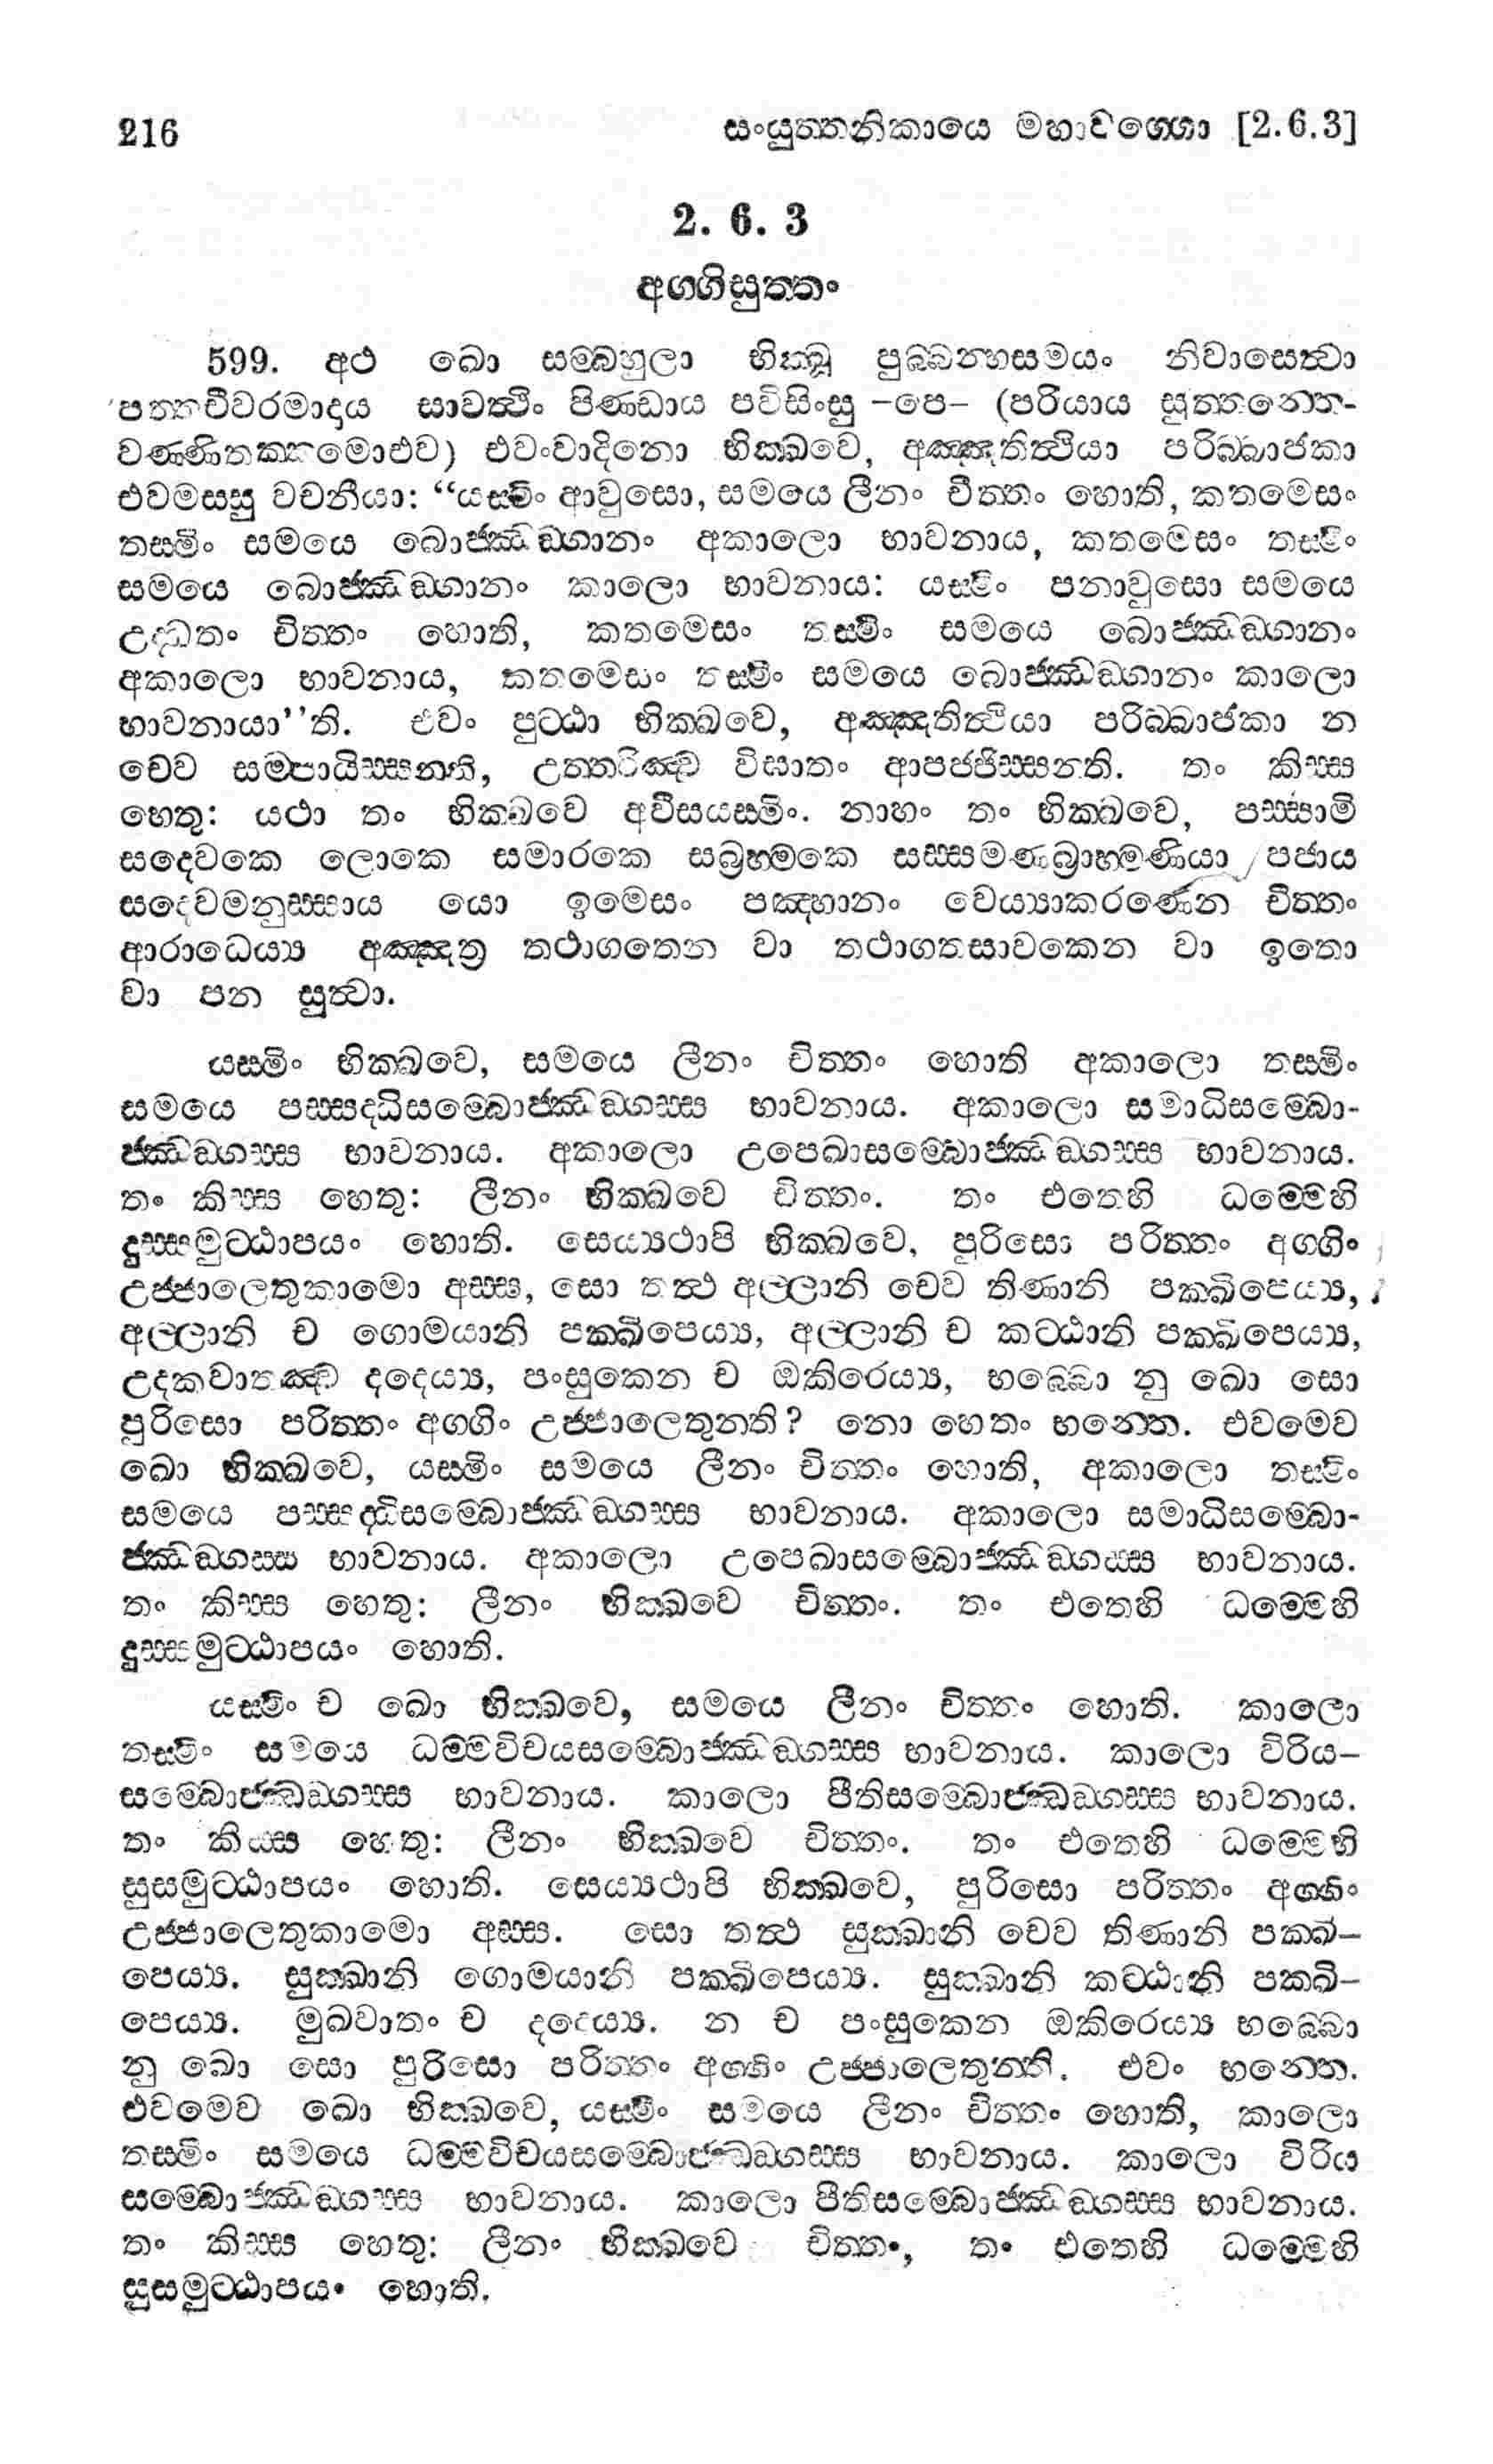 216 සංයුත්තනිකායෙ මහාවග්ගො [2.6.3]
2. 6. 3
අග්ගිසුත්තං
599. අථ ඛො සම්බහුලා භික්ඛූ පුබ්බන්හසමයං නිවාසෙත්වා
පත්තචීවරමාදාය සාවත්ථිං පිණ්ඩාය පවිසිංසු –පෙ– (පරියාය සුත්තන්තෙ-
වණ්ණිතක්කමොඑව) එවංවාදිනො භික්ඛවෙ, අඤ්ඤතිත්ථියා පරිබ්බාජකා
එවමස්සු වචනීයා: “යස්මිං ආවුසො, සමයෙ ලීනං චිත්තං හොති, කතමෙසං
තස්මිං සමයෙ බොජ්ඣඞ්ගානං අකාලො භාවනාය, කතමෙසං තස්මිං
සමයෙ බොජ්ඣඞ්ගානං කාලො භාවනාය: යස්මිං පනාවුසො සමයෙ
උද්ධතං චිත්තං හොති, කතමෙසං තස්මිං සමයෙ බොජ්ඣඞ්ගානං
අකාලො භාවනාය, කතමෙසං තස්මිං සමයෙ බොජ්ඣඞ්ගානං කාලො
භාවනායා’’ති. එවං පුට්ඨා භික්ඛවෙ, අඤ්ඤතිත්ථියා පරිබ්බාජකා න
චෙව සම්පායිස්සන්ති, උත්තරිඤ්ච විඝාතං ආපජ්ජිස්සන්ති. තං කිස්ස
හෙතු: යථා තං භික්ඛවෙ අවිසයස්මිං. නාහං තං භික්ඛවෙ, පස්සාමි
සදෙවකෙ ලොකෙ සමාරකෙ සබ්‍රහ්මකෙ සස්සමණබ්‍රාහ්මණියා පජාය
සදෙවමනුස්සාය යො ඉමෙසං පඤ්හානං වෙය්‍යාකරණෙන චිත්තං
ආරාධෙය්‍ය අඤ්ඤත්‍ර තථාගතෙන වා තථාගතසාවකෙන වා ඉතො
වා පන සුත්වා.
යස්මිං භික්ඛවෙ, සමයෙ ලීනං චිත්තං හොති අකාලො තස්මිං
සමයෙ පස්සද්ධිසම්බොජ්ඣඞ්ගස්ස භාවනාය. අකාලො සමාධිසම්බො-
ජ්ඣඞ්ගස්ස භාවනාය. අකාලො උපෙඛාසම්බොජ්ඣඞ්ගස්ස භාවනාය.
තං කිස්ස හෙතු: ලීනං භික්ඛවෙ චිත්තං. තං එතෙහි ධම්මෙහි
දුස්සමුට්ඨාපයං හොති. සෙය්‍යථාපි භික්ඛවෙ, පුරිසො පරිත්තං අග්ගිං
උජ්ජාලෙතුකාමො අස්ස, සො තත්ථ අල්ලානි චෙව තිණානි පක්ඛිපෙය්‍ය,
අල්ලානි ච ගොමයානි පක්ඛිපෙය්‍ය, අල්ලානි ච කට්ඨානි පක්ඛිපෙය්‍ය,
උදකවාතඤ්ච දදෙය්‍ය, පංසුකෙන ච ඔකිරෙය්‍ය, භබ්බො නු ඛො සො
පුරිසො පරිත්තං අග්ගිං උජ්ජාලෙතුන්ති? නො හෙතං භන්තෙ. එවමෙව
ඛො භික්ඛවෙ, යස්මිං සමයෙ ලීනං චිත්තං හොති, අකාලො තස්මිං
සමයෙ පස්සද්ධිසම්බොජ්ඣඞ්ගස්ස භාවනාය. අකාලො සමාධිසම්බො-
ජ්ඣඞ්ගස්ස භාවනාය. අකාලො උපෙඛාසම්බොජ්ඣඞ්ගස්ස භාවනාය.
තං කිස්ස හෙතු: ලීනං භික්ඛවෙ චිත්තං. තං එතෙහි ධම්මෙහි
දුස්සමුට්ඨාපයං හොති.
යස්මිං ච ඛො භික්ඛවෙ, සමයෙ ලීනං චිත්තං හොති. කාලො
තස්මිං සමයෙ ධම්මවිචයසම්බොජ්ඣඞ්ගස්ස භාවනාය. කාලො විරිය–
සම්බොජ්ඣඞ්ගස්ස භාවනාය. කාලො පීතිසම්බොජ්ඣඞ්ගස්ස භාවනාය.
තං කිස්ස හෙතු: ලීනං භික්ඛවෙ චිත්තං. තං එතෙහි ධම්මෙභි
සුසමුට්ඨාපයං හොති. සෙය්‍යථාපි භික්ඛවෙ, පුරිසො පරිත්තං අග්ගිං
උජ්ජාලෙතුකාමො අස්ස. සො තත්ථ සුක්ඛානි චෙව තිණානි පක්ඛි–
පෙය්‍ය. සුක්ඛානි ගොමයානි පක්ඛිපෙය්‍ය. සුක්ඛානි කට්ඨානි පක්ඛි–
පෙය්‍ය. මුඛවාතං ච දදෙය්‍ය. න ච පංසුකෙන ඔකිරෙය්‍ය භබ්බො
නු ඛො සො පුරිසො පරිත්තං අග්ගිං උජ්ජාලෙතුන්ති. එවං භන්තෙ.
එවමෙව ඛො භික්ඛවෙ, යස්මිං සමයෙ ලීනං චිත්තං හොති, කාලො
තස්මිං සමයෙ ධම්මවිචයසම්බොජ්ඣඞ්ගස්ස භාවනාය. කාලො විරිය
සම්බොජ්ඣඞ්ගස්ස භාවනාය. කාලො පීතිසම්බොජ්ඣඞ්ගස්ස භාවනාය.
තං කිස්ස හෙතු: ලීනං භික්ඛවෙ චිත්තං, තං එතෙහි ධම්මෙහි
සුසමුට්ඨාපයං හොති.